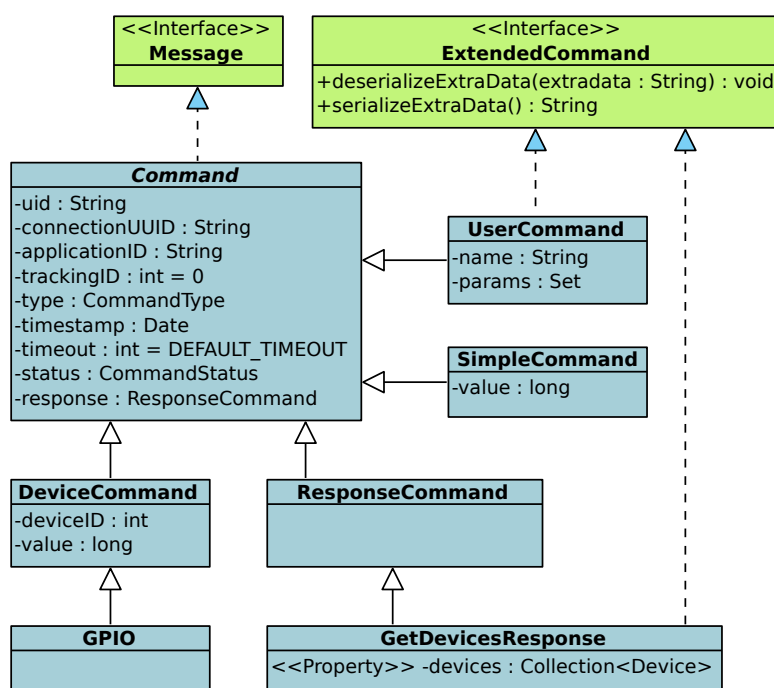 <<Interface>>
Message
<<Interface>>
ExtendedCommand
+deserializeExtraData(extradata : String) : void
+serializeExtraData() : String
Command
-uid : String
-connectionUUID : String
-applicationID : String
-trackingID : int = 0
-type : CommandType
-timestamp : Date
-timeout : int = DEFAULT_TIMEOUT
-status : CommandStatus
-response : ResponseCommand
UserCommand
-name : String
-params : Set
SimpleCommand
-value : long
DeviceCommand
-deviceID : int
-value : long
ResponseCommand
GPIO
GetDevicesResponse
<<Property>> -devices : Collection<Device>